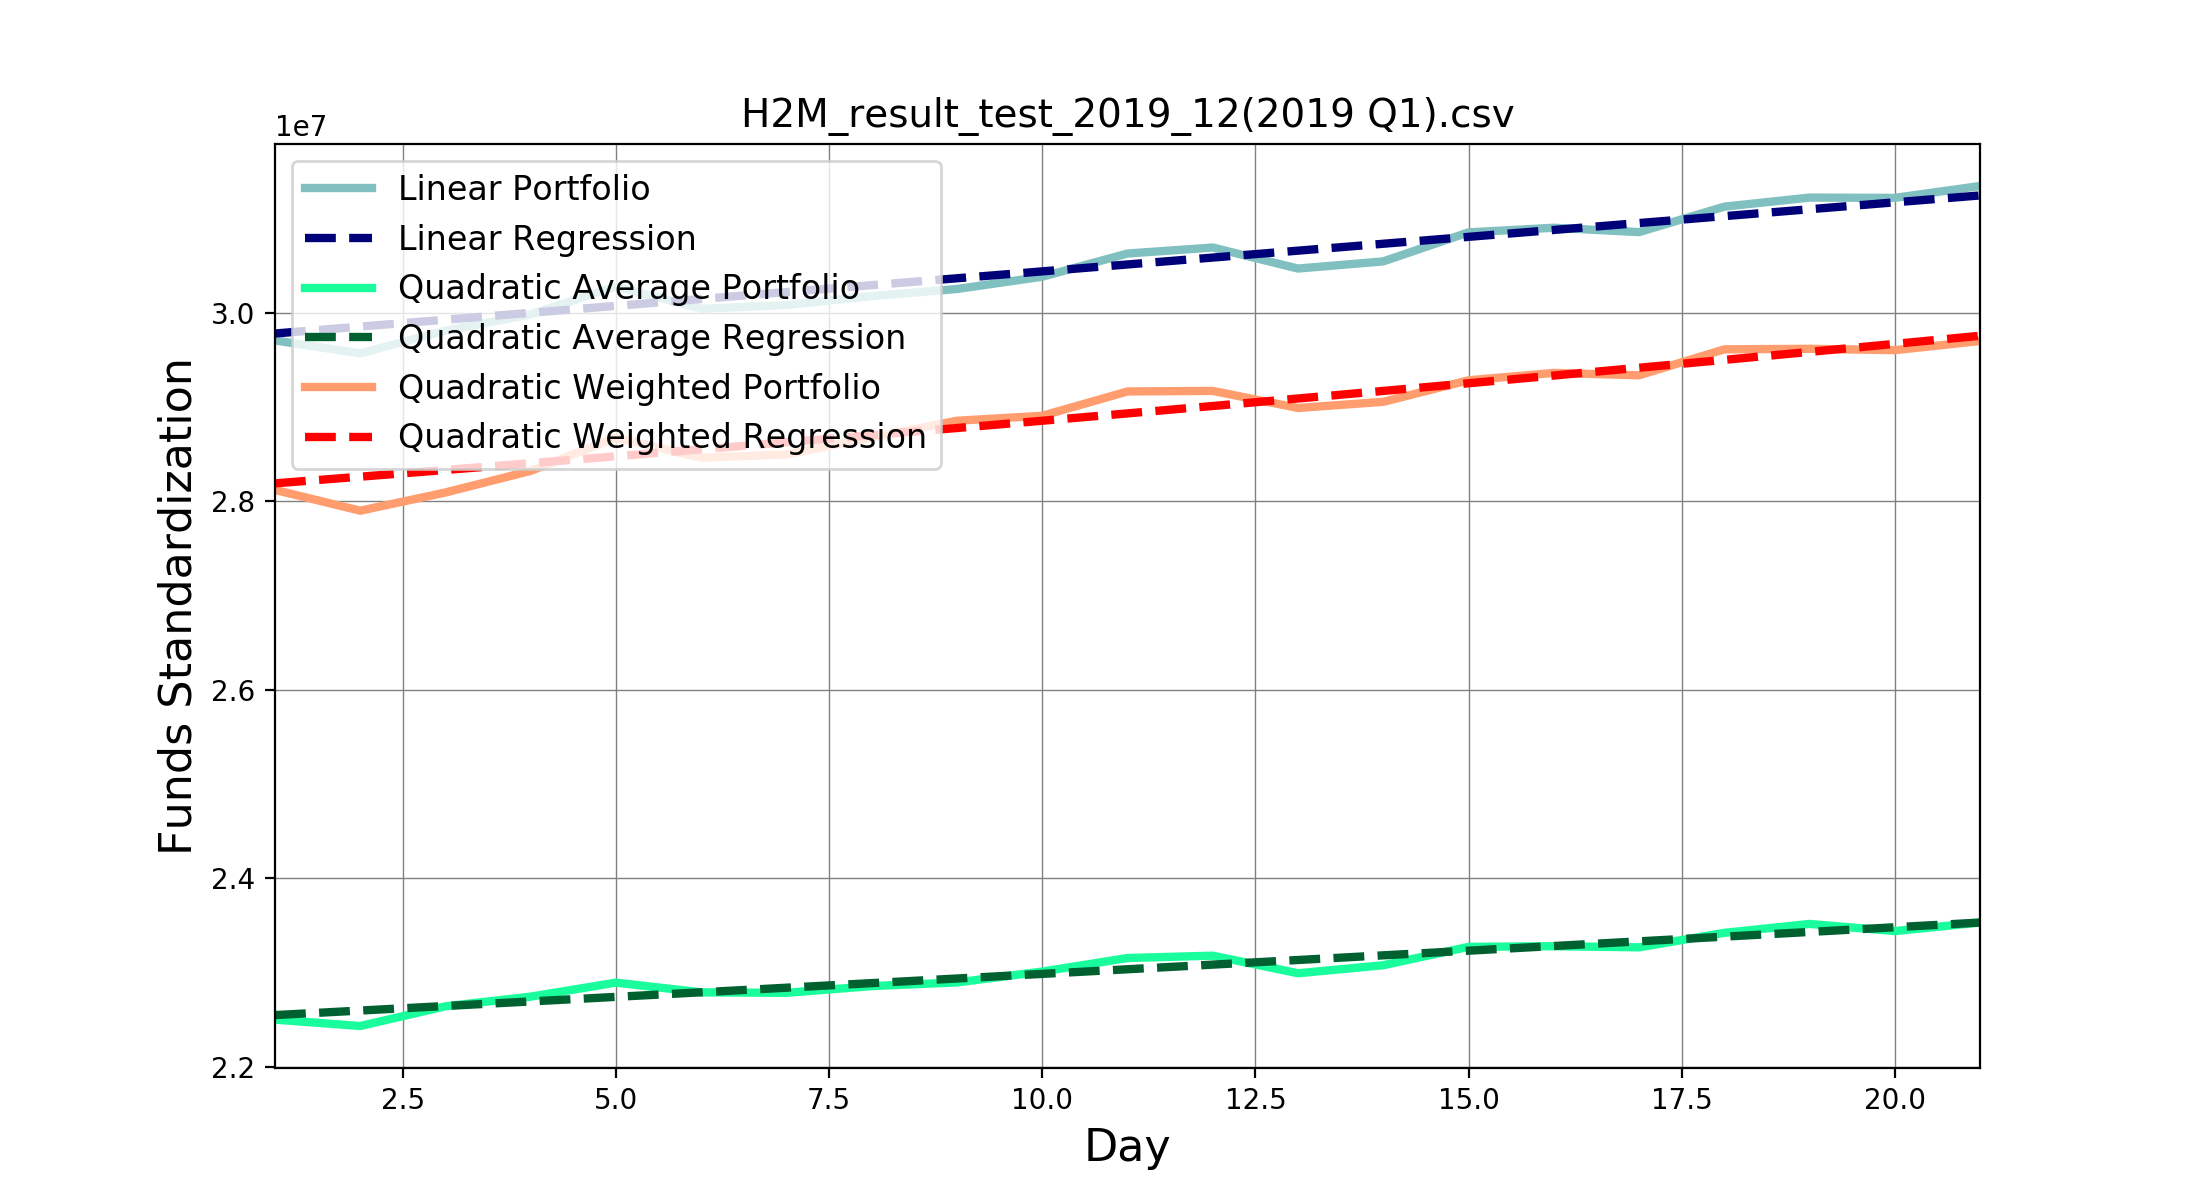 H2M_result_test_2019_12(2019 Q1).csv
1e7
Linear Portfolio
Linear Regression
Quadratic Average Portfolio
Quadratic Average Regression
Quadratic Weighted Portfolio
Quadratic Weighted Regression
Funds Standardization
3.0
2.8
2.6
2.4
2.2
2.5 5.0 7.5 10.0 12.5 15.0 17.5 20.0
Day